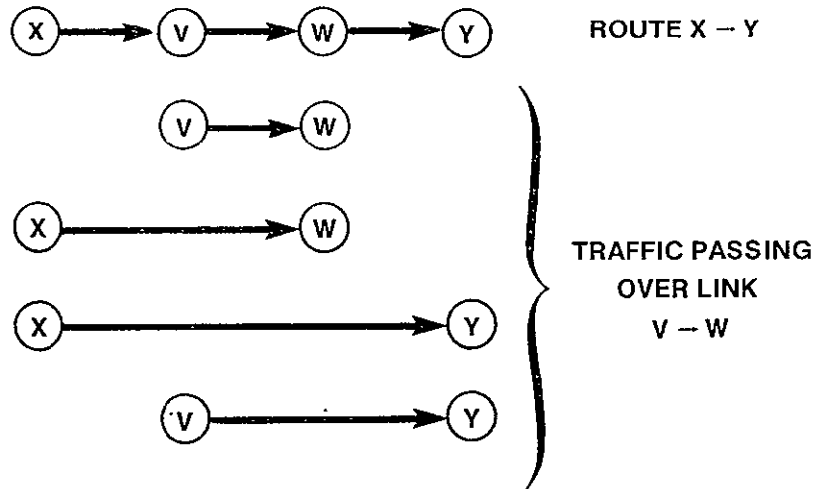 X V W Y ROUTE X → Y
V W
X W
TRAFFIC PASSING
OVER LINK
X Y
V → W
V Y